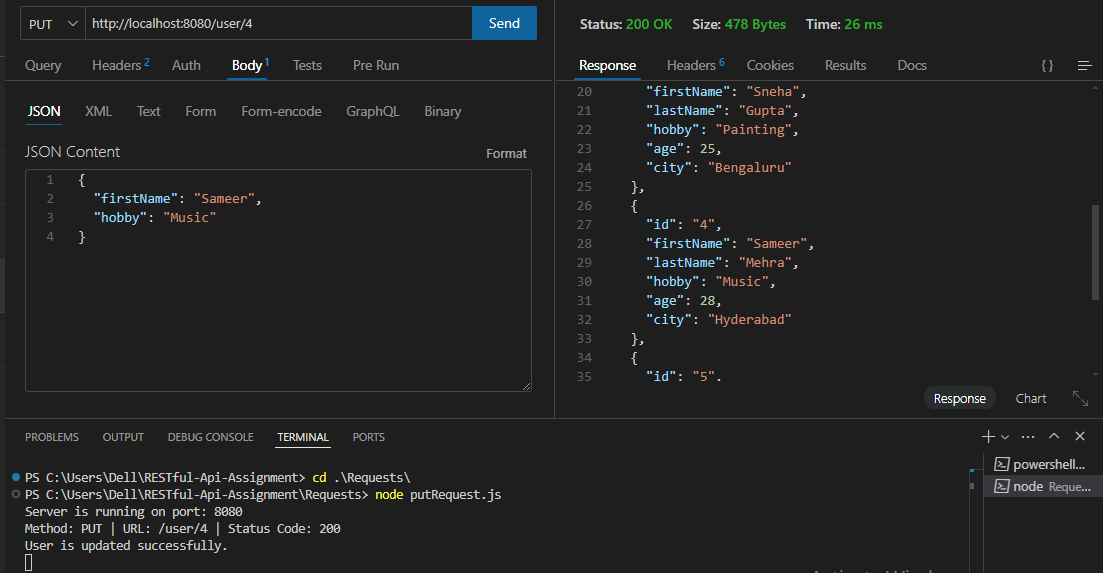 PUT http://localhost:8080/user/4 Send
Query Headers 2 Auth Body 1 Tests Pre Run
JSON XML Text Form Form-encode GraphQL Binary
JSON Content
Format
1 {
2 "firstName": "Sameer",
3 "hobby": "Music"
4 }
Status: 200 OK Size: 478 Bytes Time: 26 ms
Response Headers 6 Cookies Results Docs {}
20 "firstName": "Sneha",
21 "lastName": "Gupta",
22 "hobby": "Painting",
23 "age": 25,
24 "city": "Bengaluru"
25 },
26 {
27 "id": "4",
28 "firstName": "Sameer",
29 "lastName": "Mehra",
30 "hobby": "Music",
31 "age": 28,
32 "city": "Hyderabad"
33 },
34 {
35 "id": "5",
Response Chart
PROBLEMS OUTPUT DEBUG CONSOLE TERMINAL PORTS
PS C:\Users\Dell\RESTful-Api-Assignment> cd .\Requests\
PS C:\Users\Dell\RESTful-Api-Assignment\Requests> node putRequest.js
Server is running on port: 8080
Method: PUT | URL: /user/4 | Status Code: 200
User is updated successfully.
powershell...
node Reque...